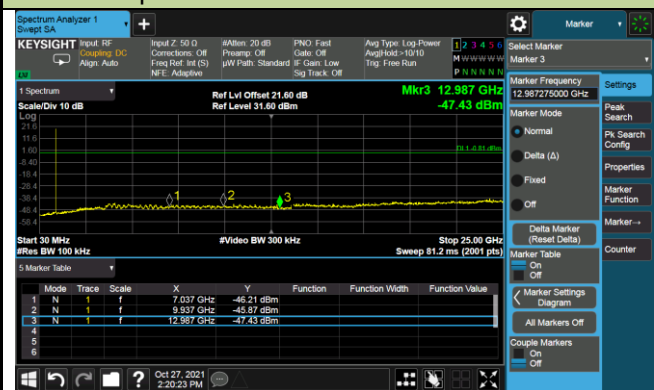 Spectrum Analyzer 1
Swept SA
+
Marker
KEYSIGHT
Input: RF
Coupling: DC
Align: Auto
Input Z: 50 Ω
Corrections: Off
Freq Ref: Int (S)
NFE: Adaptive
#Atten: 20 dB
Preamp: Off
µW Path: Standard
PNO: Fast
Gate: Off
IF Gain: Low
Sig Track: Off
Avg Type: Log-Power
Avg|Hold:>10/10
Trig: Free Run
1 2 3 4 5 6
M W W W W W
P N N N N N
Select Marker
Marker 3
1 Spectrum
Scale/Div 10 dB
Ref Lvl Offset 21.60 dB
Ref Level 31.60 dBm
Mkr3 12.987 GHz
-47.43 dBm
Log
21.6
11.6
1.60
-8.40
-18.4
-28.4
-38.4
-48.4
-58.4
DL1 -0.81 dBm
1
2
3
Start 30 MHz
#Res BW 100 kHz
#Video BW 300 kHz
Stop 25.00 GHz
Sweep 81.2 ms (2001 pts)
5 Marker Table
Mode Trace Scale X Y Function Function Width Function Value
1 N 1 f 7.037 GHz -46.21 dBm
2 N 1 f 9.937 GHz -45.87 dBm
3 N 1 f 12.987 GHz -47.43 dBm
4
5
6
Marker Frequency
12.987275000 GHz
Marker Mode
Normal
Delta (Δ)
Fixed
Off
Delta Marker
(Reset Delta)
Marker Table
On
Off
Marker Settings
Diagram
All Markers Off
Couple Markers
On
Off
Settings
Peak
Search
Pk Search
Config
Properties
Marker
Function
Marker→
Counter
?
Oct 27, 2021
2:20:23 PM